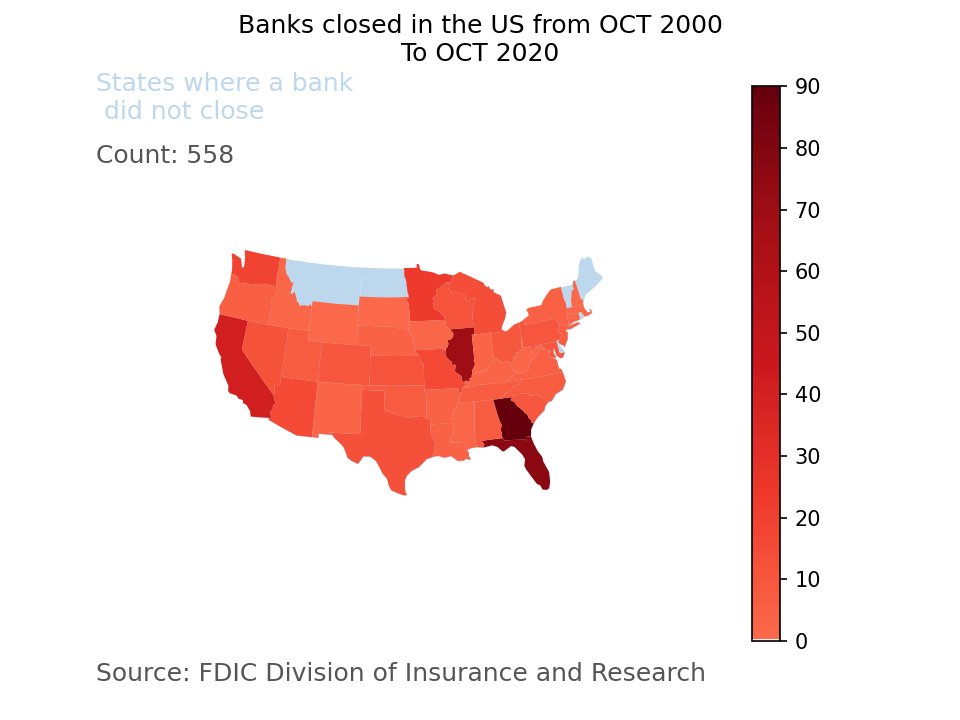 Banks closed in the US from OCT 2000
To OCT 2020
States where a bank
did not close
Count: 558
90
80
70
60
50
40
30
20
10
0
Source: FDIC Division of Insurance and Research